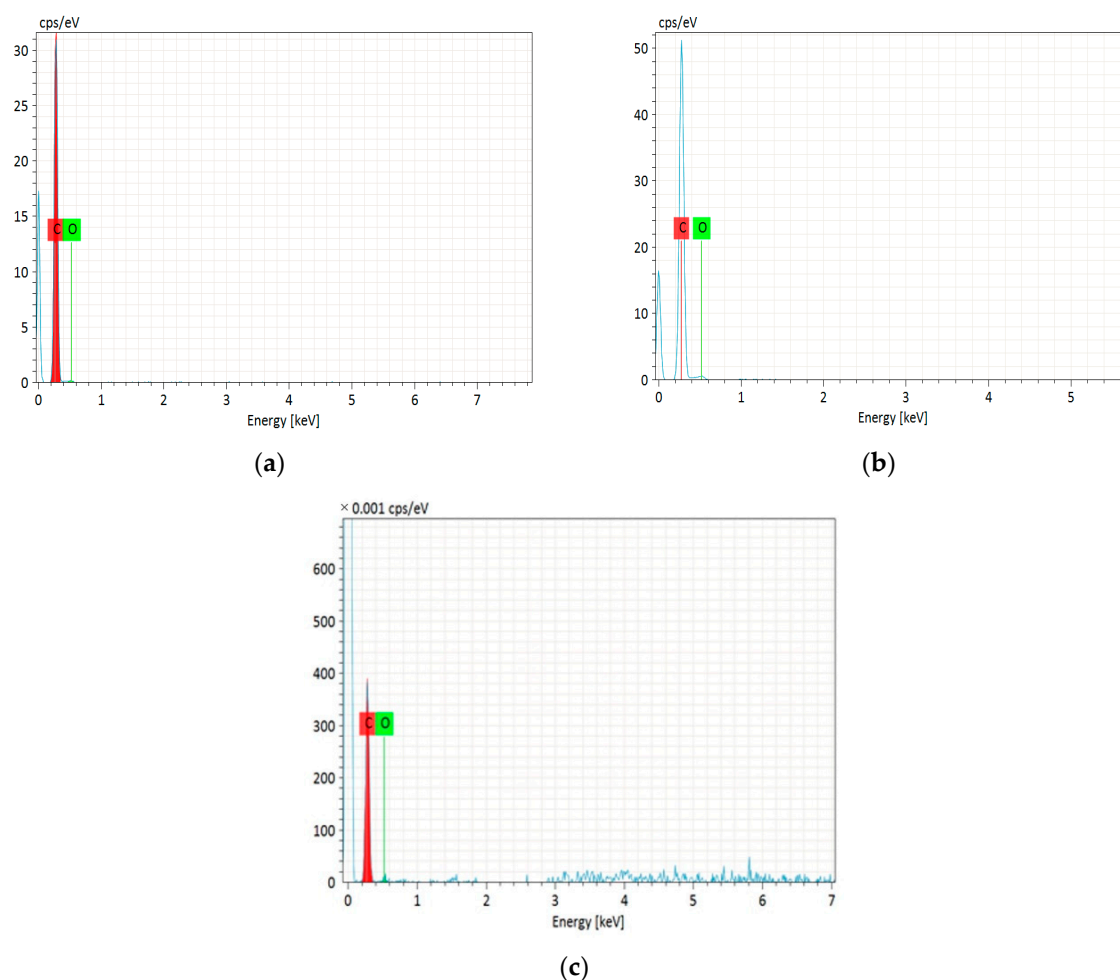 cps/eV
30
25
20
15
10
5
0
C O
0 1 2 3 4 5 6 7
Energy [keV]
(a)
cps/eV
50
40
30
20
10
0
C O
0 1 2 3 4 5
Energy [keV]
(b)
× 0.001 cps/eV
600
500
400
300
200
100
0
C O
0 1 2 3 4 5 6 7
Energy [keV]
(c)